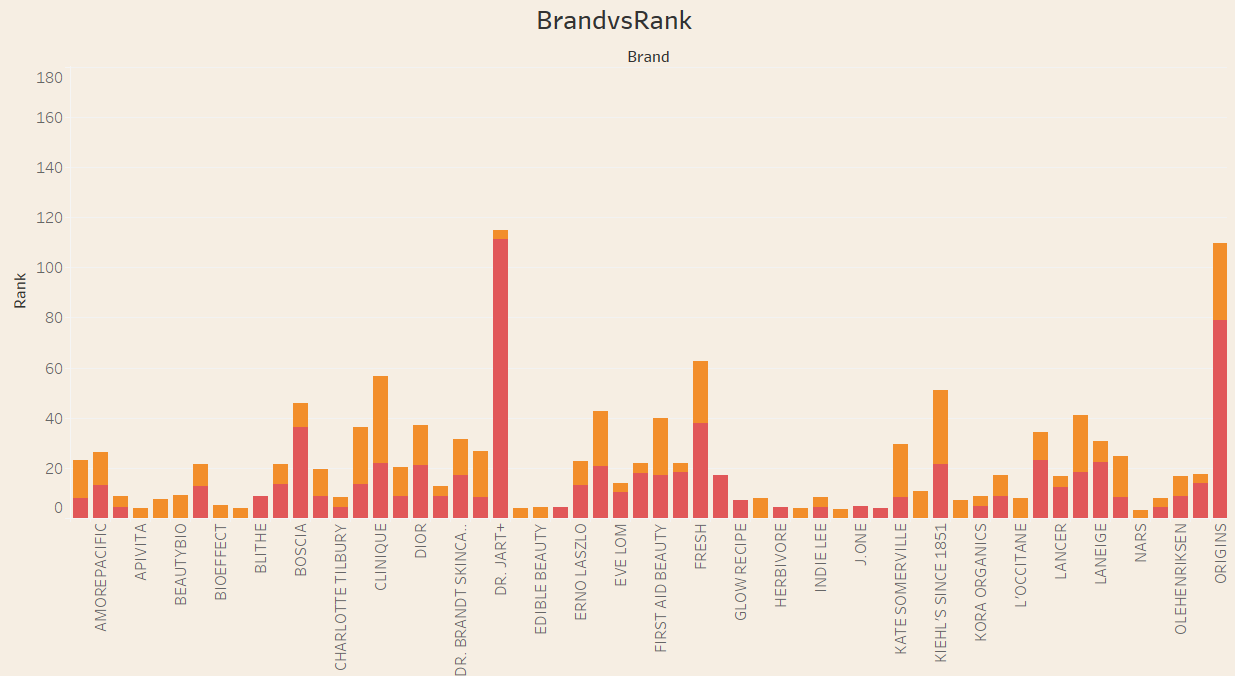 BrandvsRank
Brand
180
160
140
120
100
80
60
40
20
0
Rank
AMOREPACIFIC
APIVITA
BEAUTYBIO
BIOEFFECT
BLITHE
BOSCIA
CHARLOTTE TILBURY
CLINIQUE
DIOR
DR. BRANDT SKINCA..
DR. JART+
EDIBLE BEAUTY
ERNO LASZLO
EVE LOM
FIRST AID BEAUTY
FRESH
GLOW RECIPE
HERBIVORE
INDIE LEE
J.ONE
KATE SOMERVILLE
KIEHL'S SINCE 1851
KORA ORGANICS
L'OCCITANE
LANCER
LANEIGE
NARS
OLEHENRIKSEN
ORIGINS